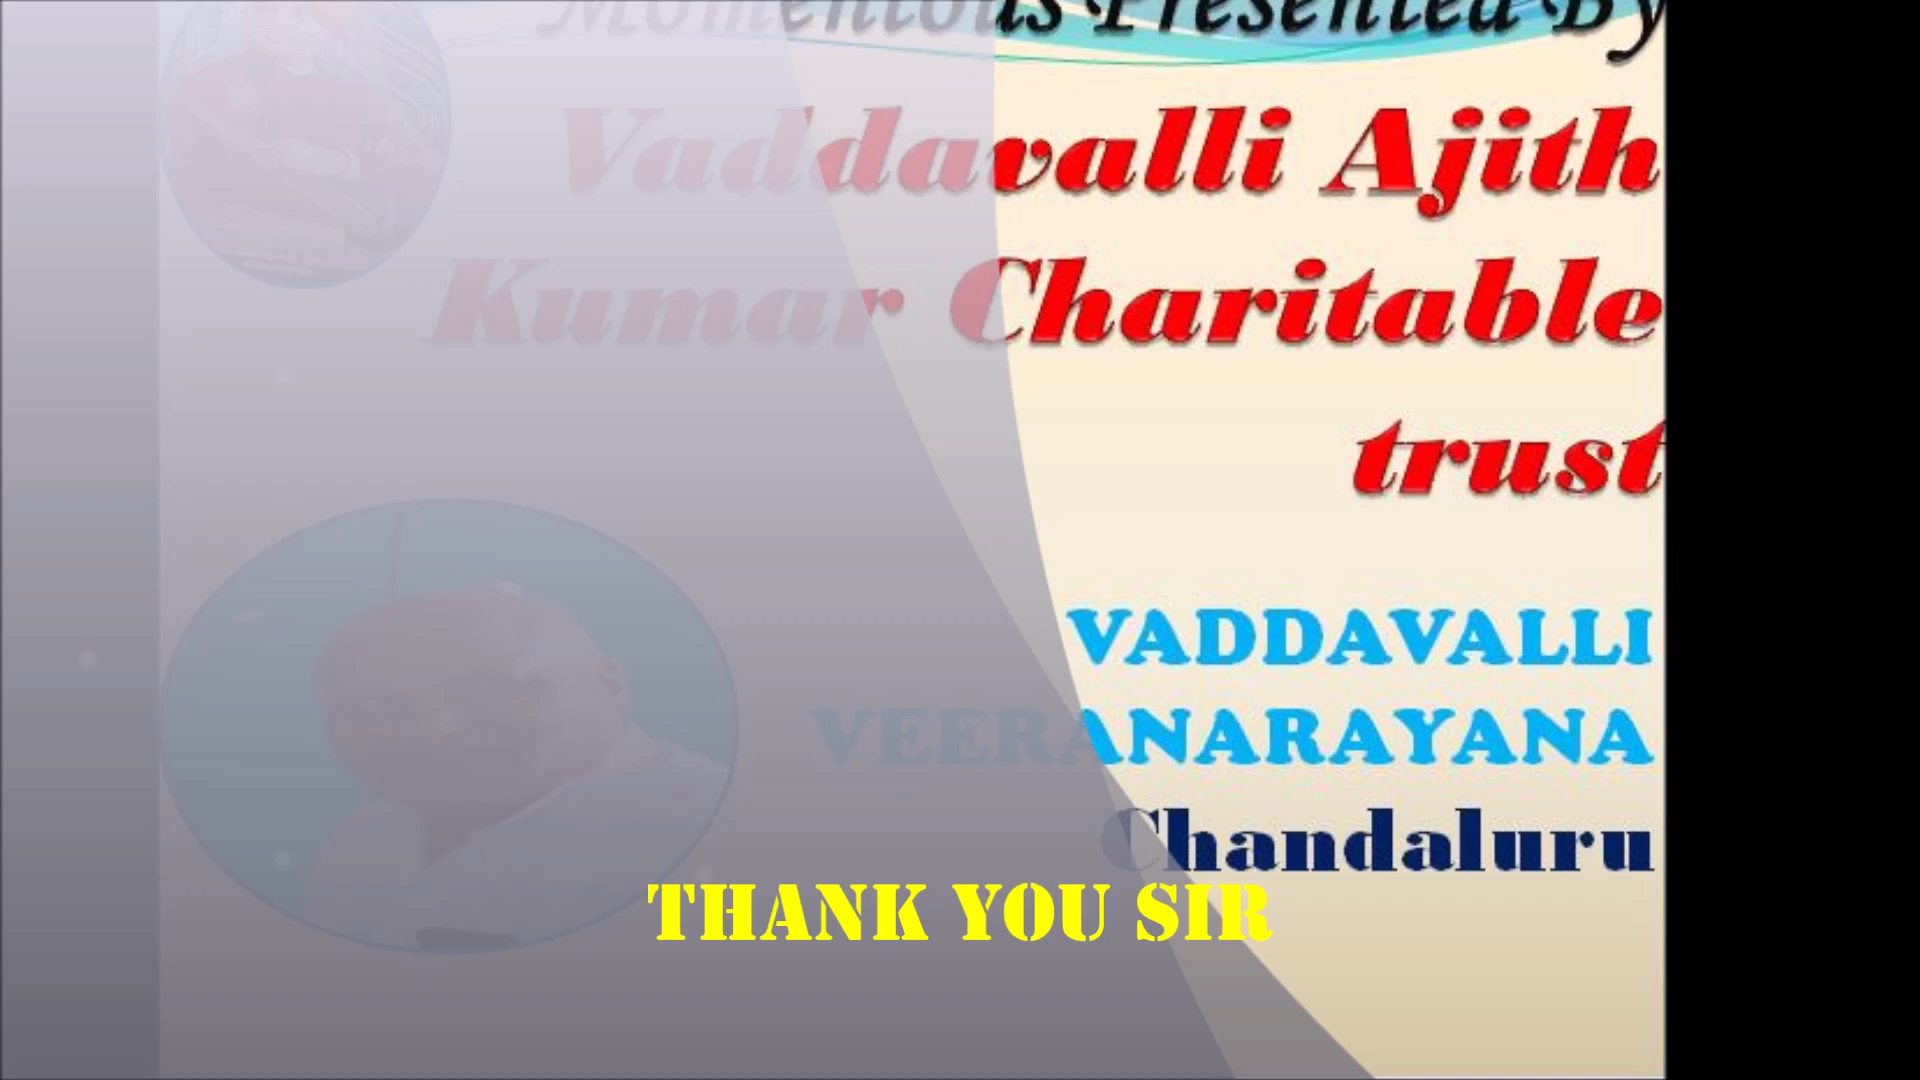 Momentous Presented By
Vaddavalli Ajith
Kumar Charitable
trust
VADDAVALLI
VEERANARAYANA
Chandaluru
THANK YOU SIR